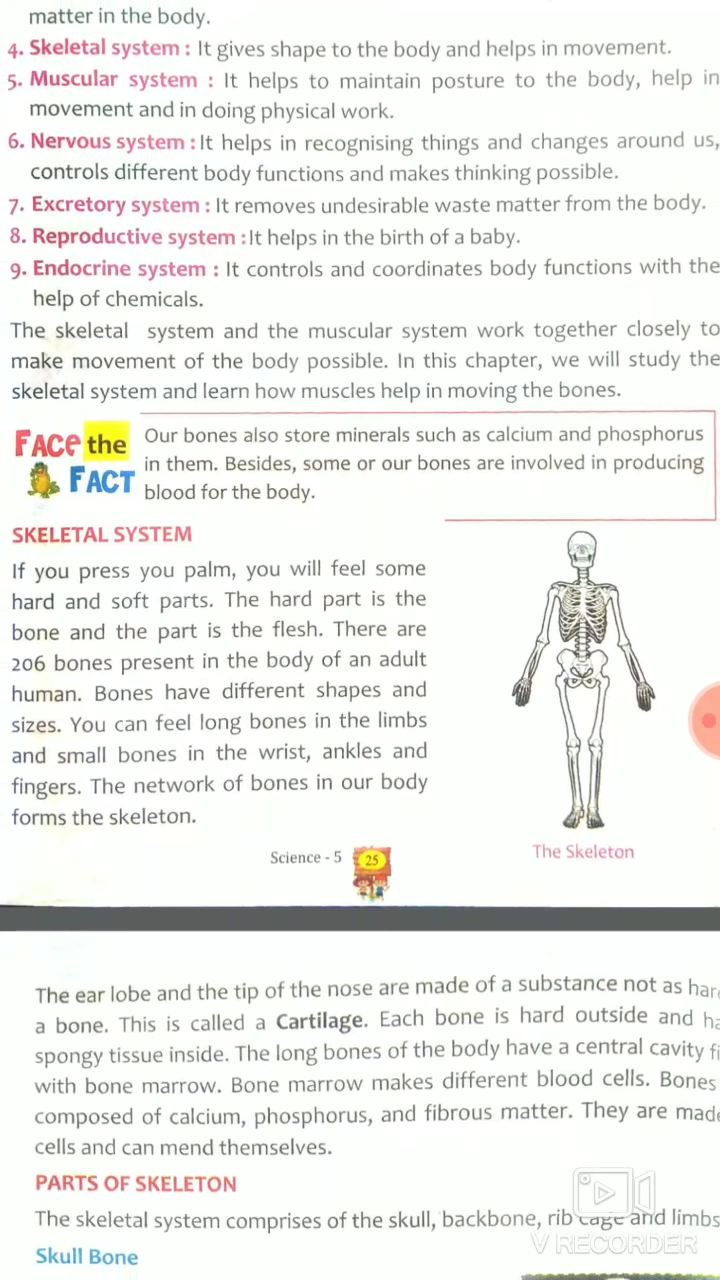 matter in the body.
4. Skeletal system : It gives shape to the body and helps in movement.
5. Muscular system : It helps to maintain posture to the body, help in
movement and in doing physical work.
6. Nervous system : It helps in recognising things and changes around us,
controls different body functions and makes thinking possible.
7. Excretory system : It removes undesirable waste matter from the body.
8. Reproductive system : It helps in the birth of a baby.
9. Endocrine system : It controls and coordinates body functions with the
help of chemicals.
The skeletal system and the muscular system work together closely to
make movement of the body possible. In this chapter, we will study the
skeletal system and learn how muscles help in moving the bones.
FACe the
FACT
Our bones also store minerals such as calcium and phosphorus
in them. Besides, some or our bones are involved in producing
blood for the body.
SKELETAL SYSTEM
If you press you palm, you will feel some
hard and soft parts. The hard part is the
bone and the part is the flesh. There are
206 bones present in the body of an adult
human. Bones have different shapes and
sizes. You can feel long bones in the limbs
and small bones in the wrist, ankles and
fingers. The network of bones in our body
forms the skeleton.
The Skeleton
Science - 5 25
The ear lobe and the tip of the nose are made of a substance not as
a bone. This is called a Cartilage. Each bone is hard outside and
spongy tissue inside. The long bones of the body have a central cavity
with bone marrow. Bone marrow makes different blood cells. Bones
composed of calcium, phosphorus, and fibrous matter. They are
cells and can mend themselves.
PARTS OF SKELETON
The skeletal system comprises of the skull, backbone, rib cage and limbs
Skull Bone
V RECORDER